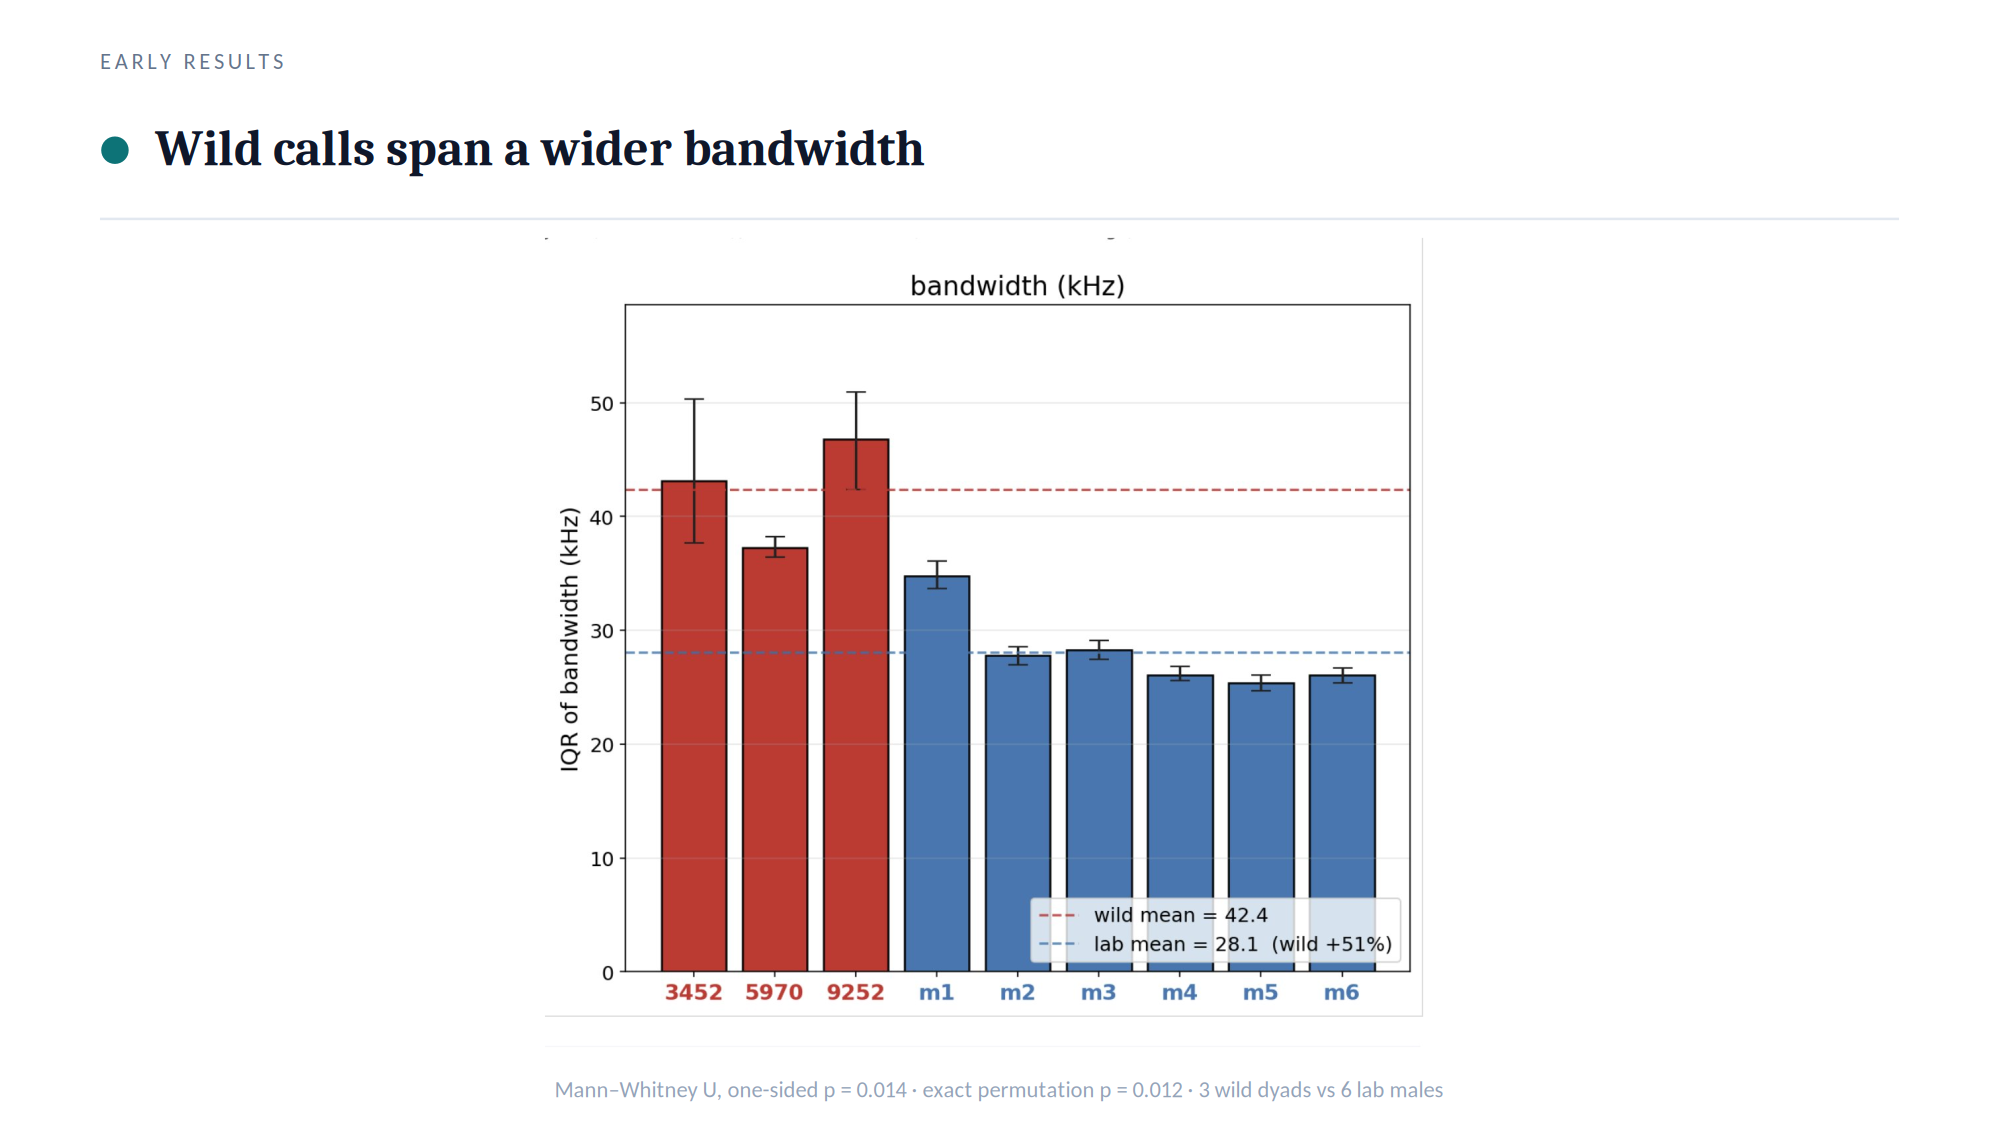 EARLY RESULTS
Wild calls span a wider bandwidth
bandwidth (kHz)
IQR of bandwidth (kHz)
50
40
30
20
10
0
wild mean = 42.4
lab mean = 28.1 (wild +51%)
3452 5970 9252 m1 m2 m3 m4 m5 m6
Mann–Whitney U, one-sided p = 0.014 · exact permutation p = 0.012 · 3 wild dyads vs 6 lab males